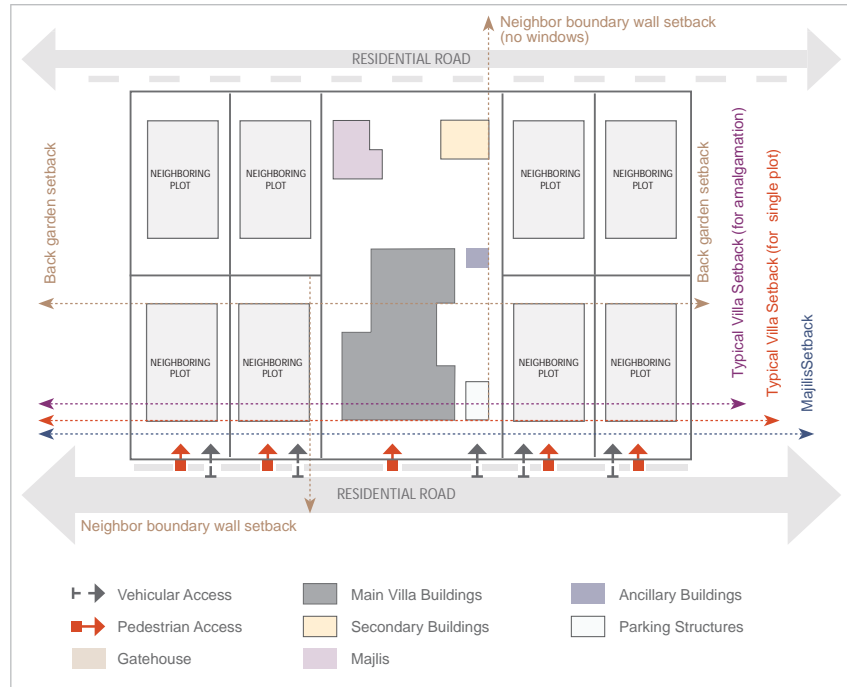 Neighbor boundary wall setback
(no windows)
RESIDENTIAL ROAD
NEIGHBORING
PLOT
NEIGHBORING
PLOT
NEIGHBORING
PLOT
NEIGHBORING
PLOT
Back garden setback
Back garden setback
Typical Villa Setback (for amalgamation)
Typical Villa Setback (for single plot)
MajilisSetback
NEIGHBORING
PLOT
NEIGHBORING
PLOT
NEIGHBORING
PLOT
NEIGHBORING
PLOT
RESIDENTIAL ROAD
Neighbor boundary wall setback
Vehicular Access
Main Villa Buildings
Ancillary Buildings
Pedestrian Access
Secondary Buildings
Parking Structures
Gatehouse
Majlis